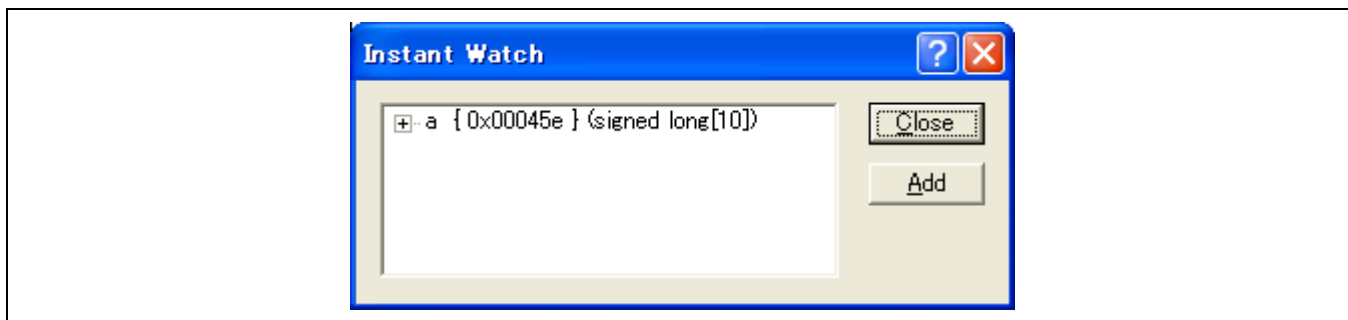 Instant Watch
?
a { 0x00045e } (signed long[10])
Close
Add